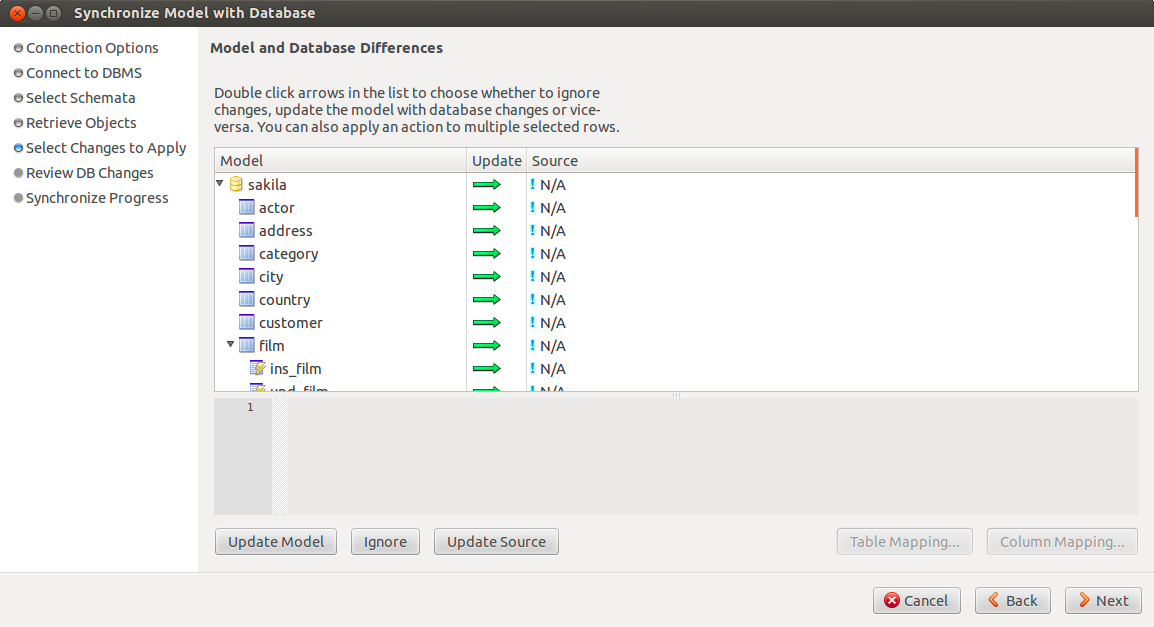 Synchronize Model with Database
Connection Options
Connect to DBMS
Select Schemata
Retrieve Objects
Select Changes to Apply
Review DB Changes
Synchronize Progress
Model and Database Differences
Double click arrows in the list to choose whether to ignore
changes, update the model with database changes or vice-
versa. You can also apply an action to multiple selected rows.
Model Update Source
sakila ! N/A
actor ! N/A
address ! N/A
category ! N/A
city ! N/A
country ! N/A
customer ! N/A
film ! N/A
ins_film ! N/A
upd_film ! N/A
1
Update Model Ignore Update Source Table Mapping... Column Mapping...
Cancel Back Next